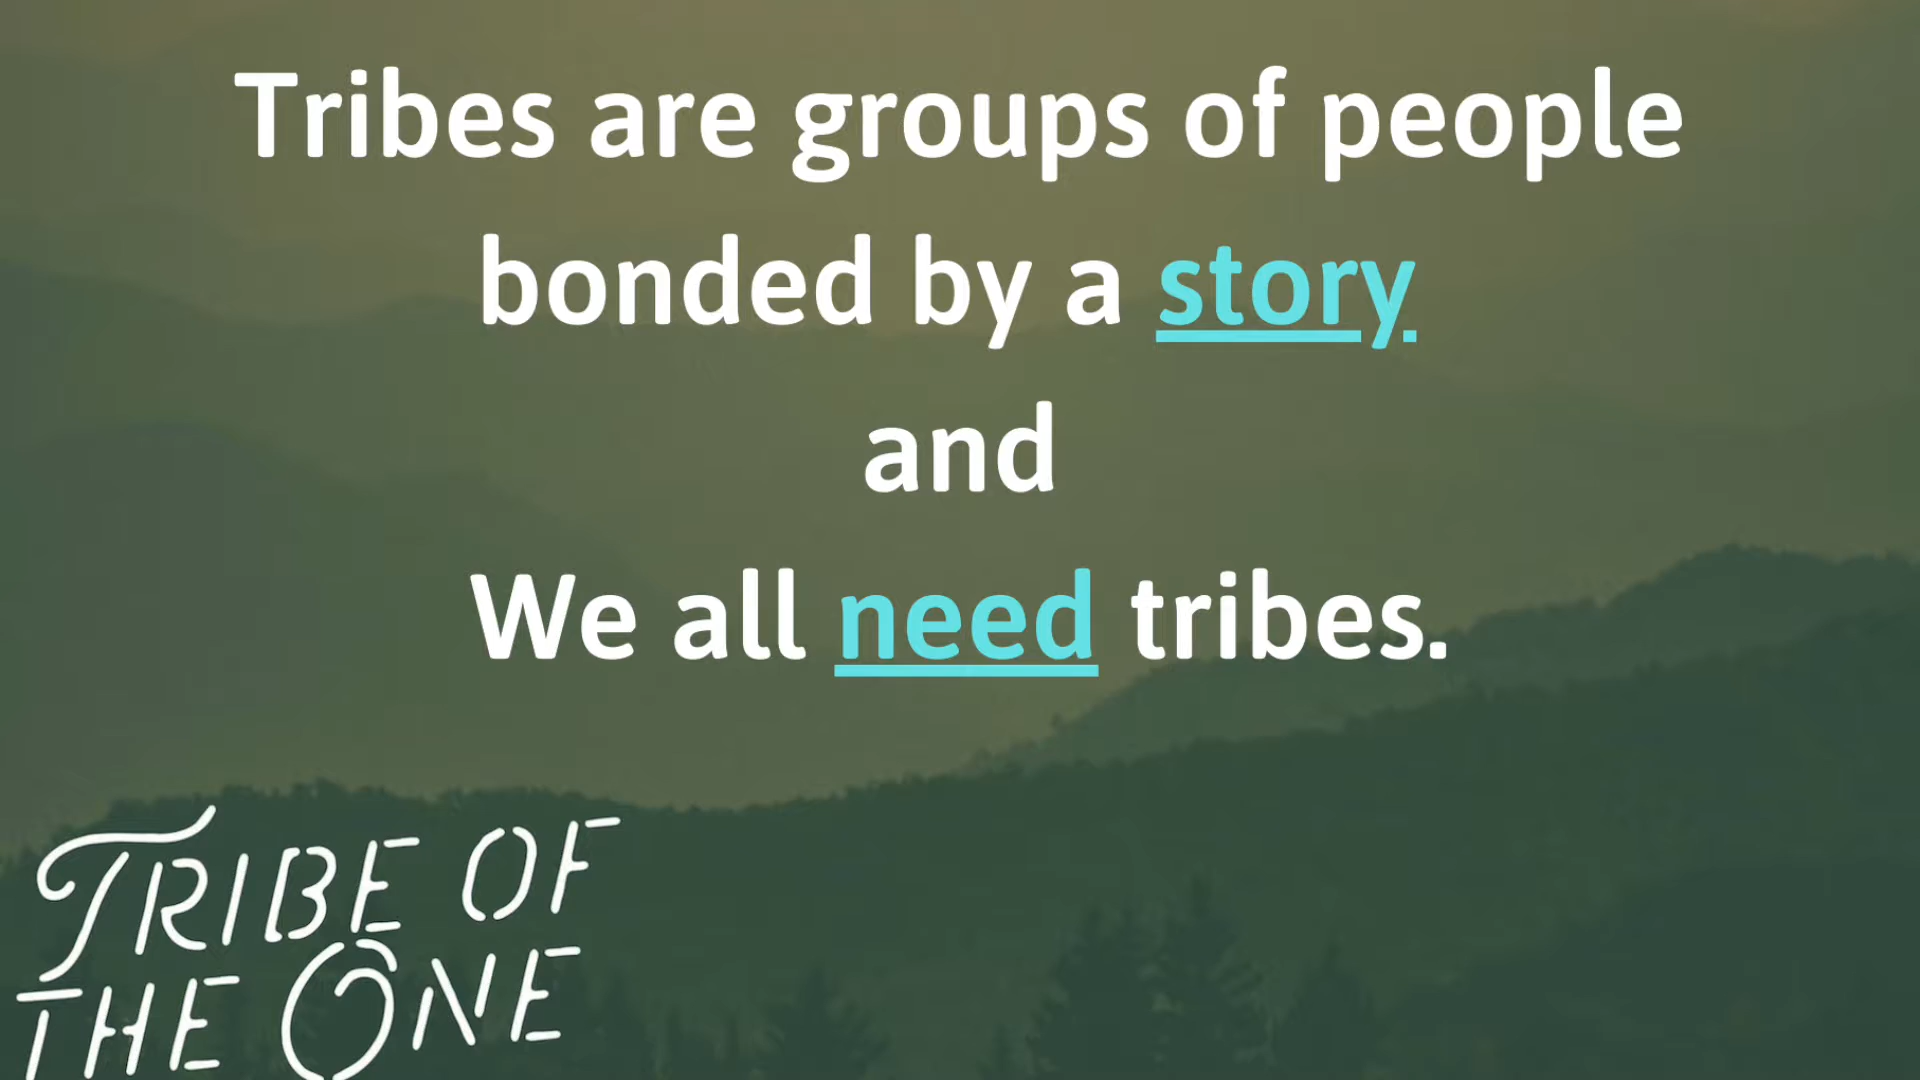 Tribes are groups of people
bonded by a story
and
We all need tribes.
TRIBE OF
THE ONE